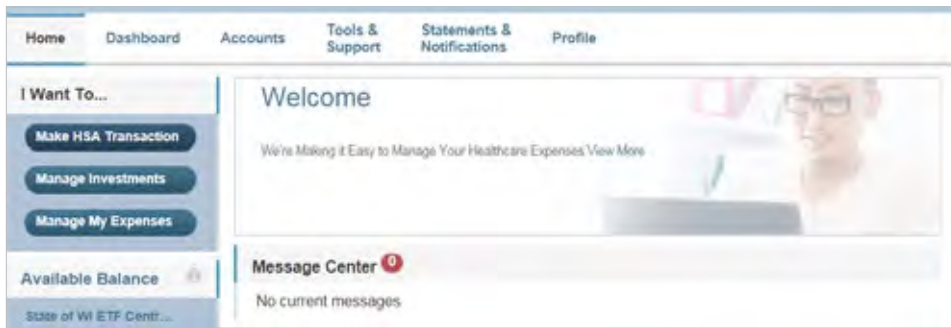 Home Dashboard Accounts Tools & Support Statements & Notifications Profile
I Want To...
Make HSA Transaction
Manage Investments
Manage My Expenses
Available Balance
State of WI ETF Centr...
Welcome
We're Making it Easy to Manage Your Healthcare Expenses View More
Message Center 0
No current messages